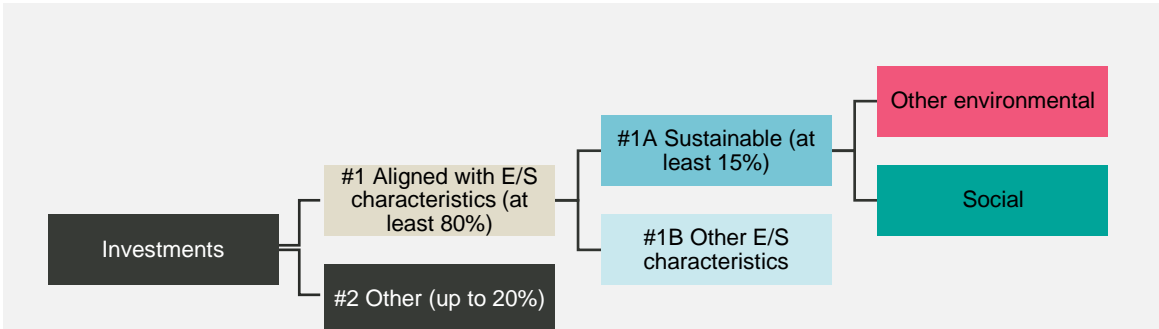 Investments
#1 Aligned with E/S
characteristics (at
least 80%)
#2 Other (up to 20%)
#1A Sustainable (at
least 15%)
#1B Other E/S
characteristics
Other environmental
Social